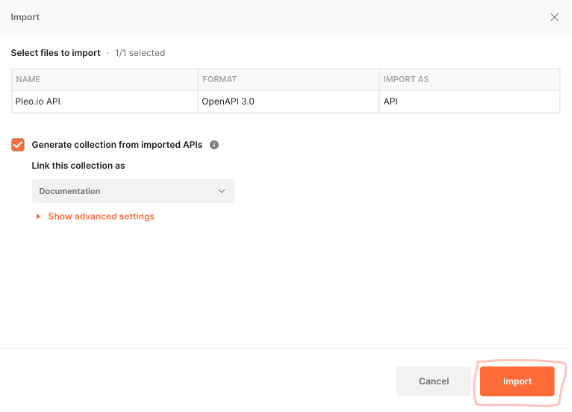 Import
Select files to import · 1/1 selected
NAME FORMAT IMPORT AS
Pleo.io API OpenAPI 3.0 API
Generate collection from imported APIs
Link this collection as
Documentation
Show advanced settings
Cancel Import